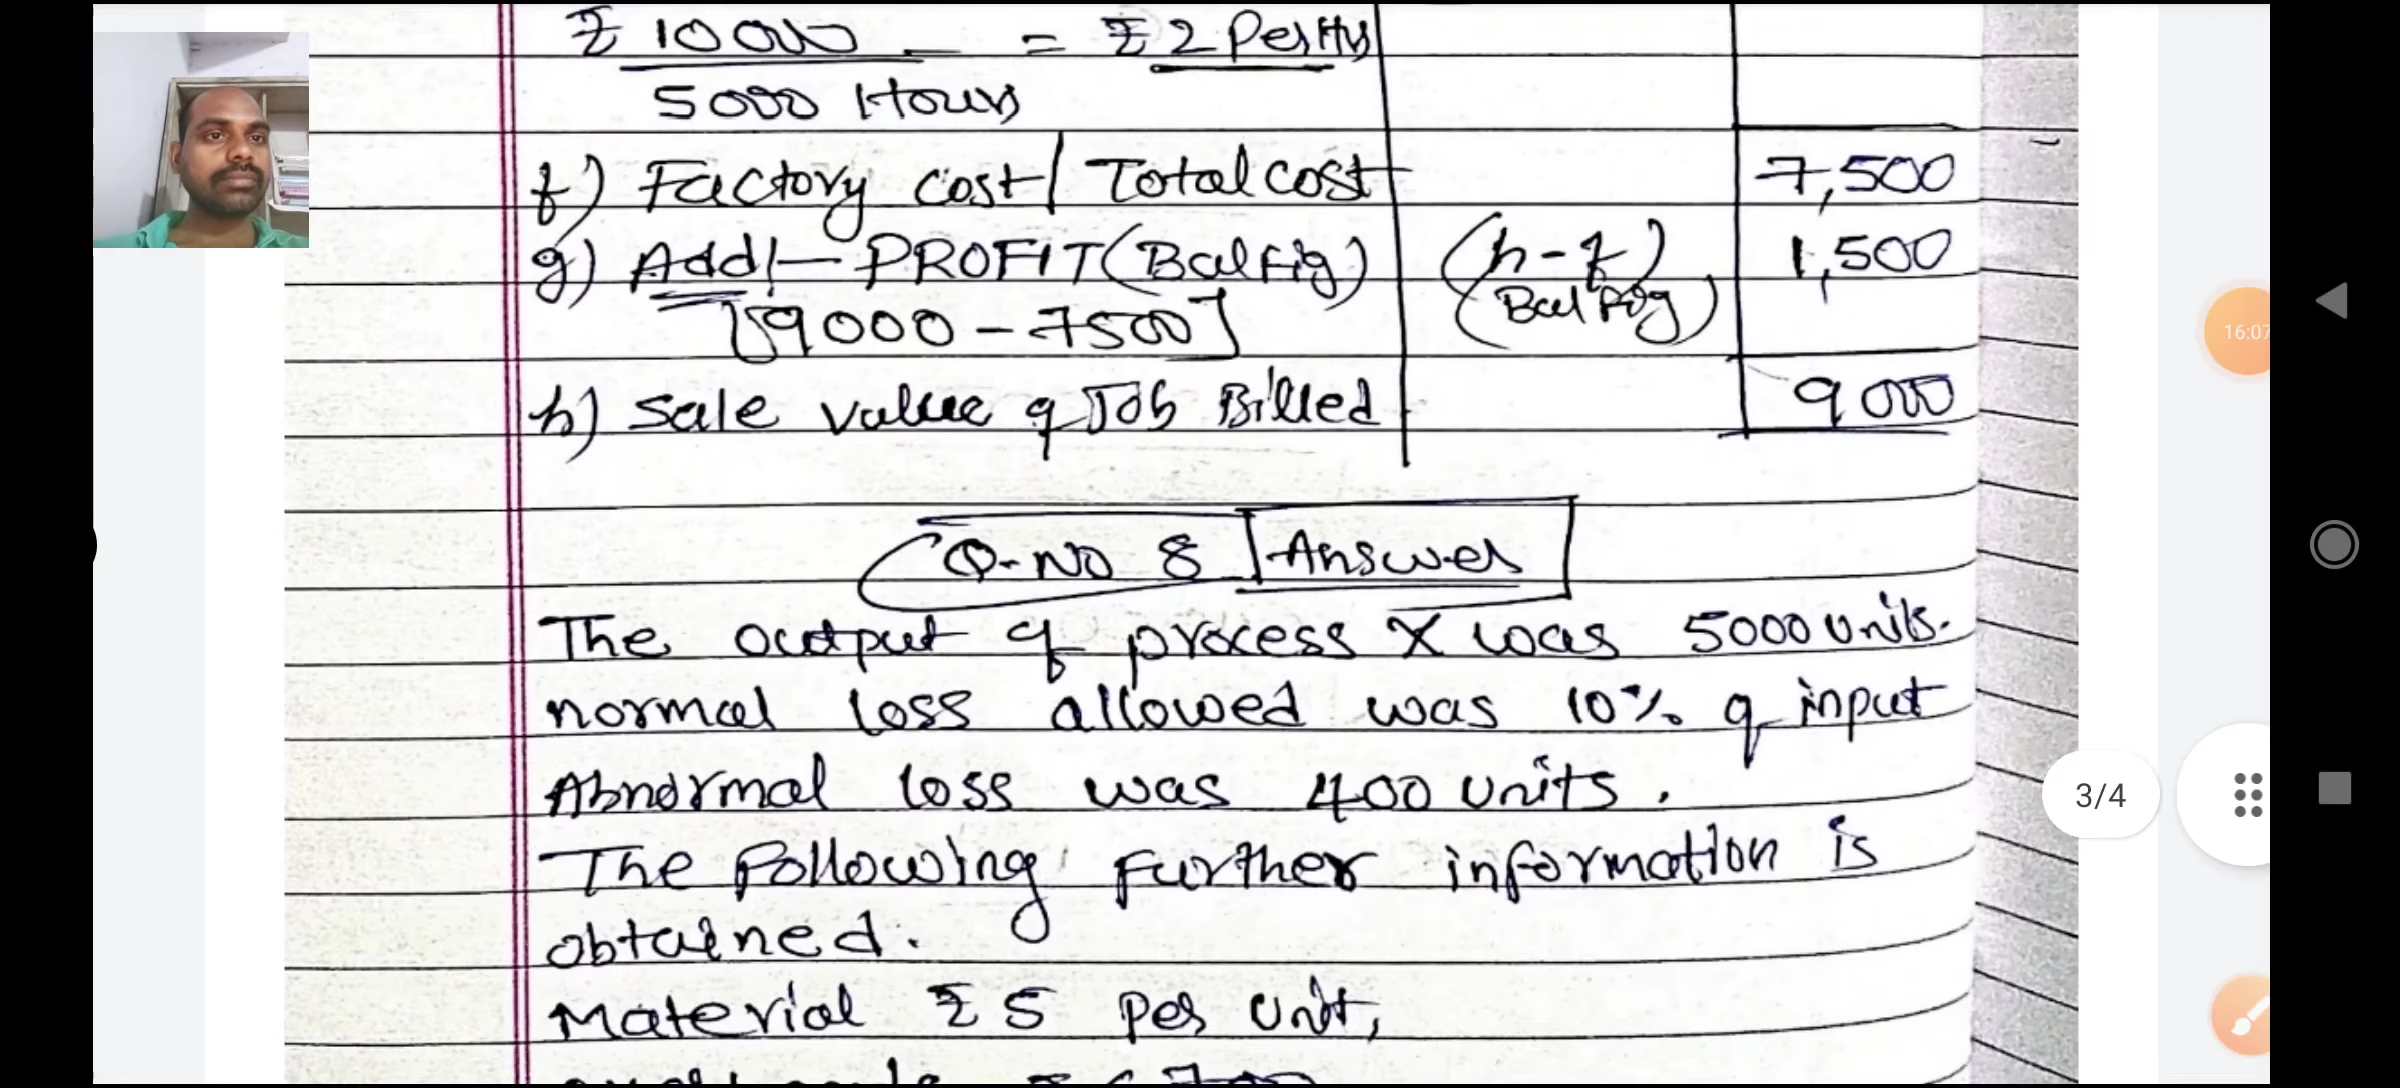 ₹ 10000 = ₹ 2 Per Hrs
5000 Hours
f) Factory cost/ Total cost 7,500
g) Add/- PROFIT (Bal Fig) (h-f) 1,500
[9000 - 7500] (Bal Fig)
h) Sale value of Job Billed 9000
Q-NO 8 Answer
The output of process X was 5000 units.
normal loss allowed was 10% of input
Abnormal loss was 400 units.
The following further information is
obtained.
Material ₹ 5 per unit,
16:07
3/4